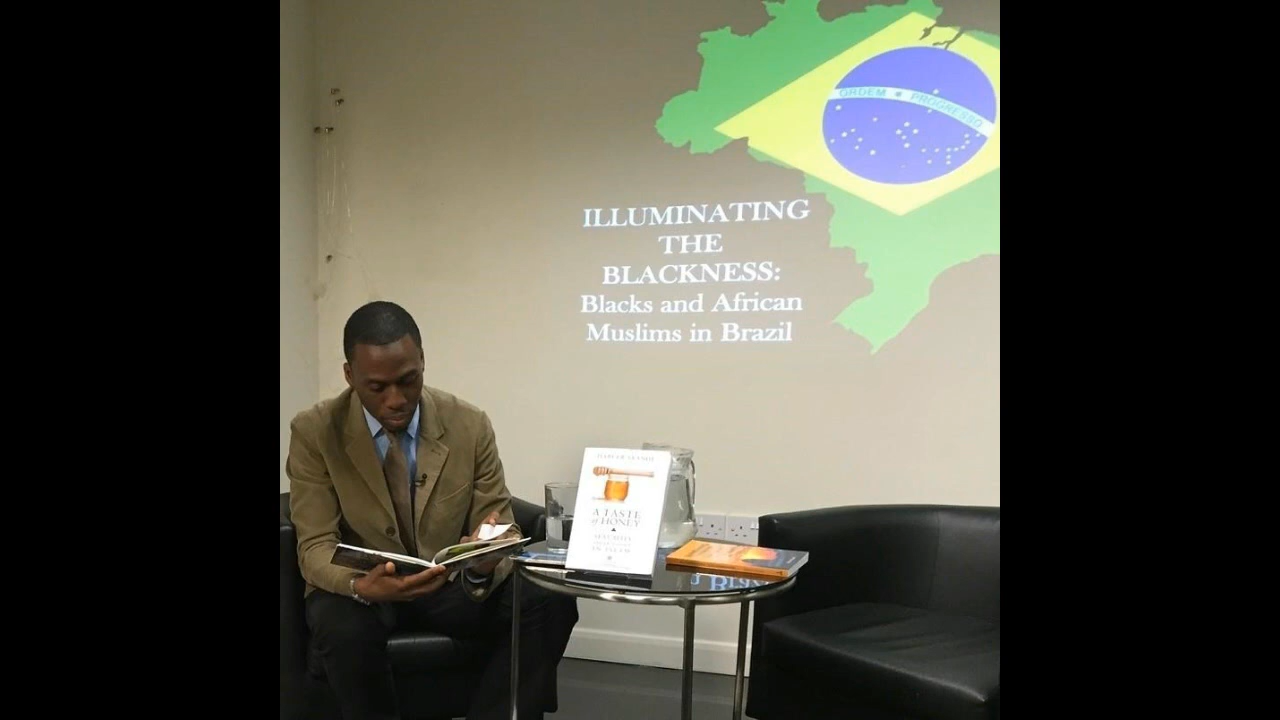 ORDEM PROGRESSO
ILLUMINATING
THE
BLACKNESS:
Blacks and African
Muslims in Brazil
A TASTE
of HONEY